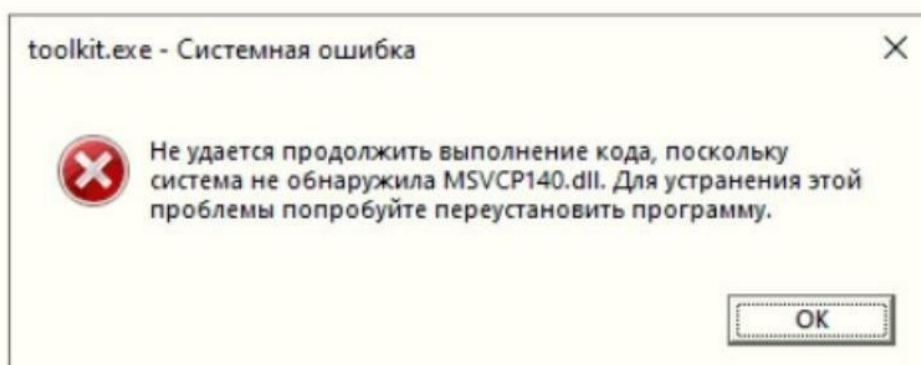 toolkit.exe - Системная ошибка
Не удается продолжить выполнение кода, поскольку
система не обнаружила MSVCP140.dll. Для устранения этой
проблемы попробуйте переустановить программу.
OK